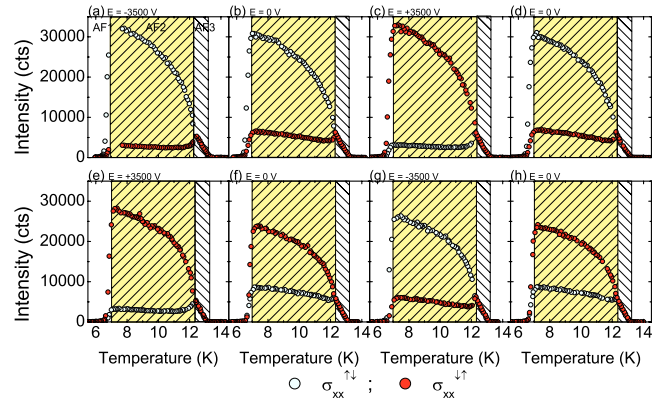 (a) E = -3500 V (b) E = 0 V (c) E = +3500 V (d) E = 0 V
AF1 AF2 AF3
30000
20000
10000
0
Intensity (cts)
(e) E = +3500 V (f) E = 0 V (g) E = -3500 V (h) E = 0 V
30000
20000
10000
0
Intensity (cts)
6 8 10 12 14 6 8 10 12 14 6 8 10 12 14 6 8 10 12 14
Temperature (K) Temperature (K) Temperature (K) Temperature (K)
σxx↑↓ ; σxx↓↑